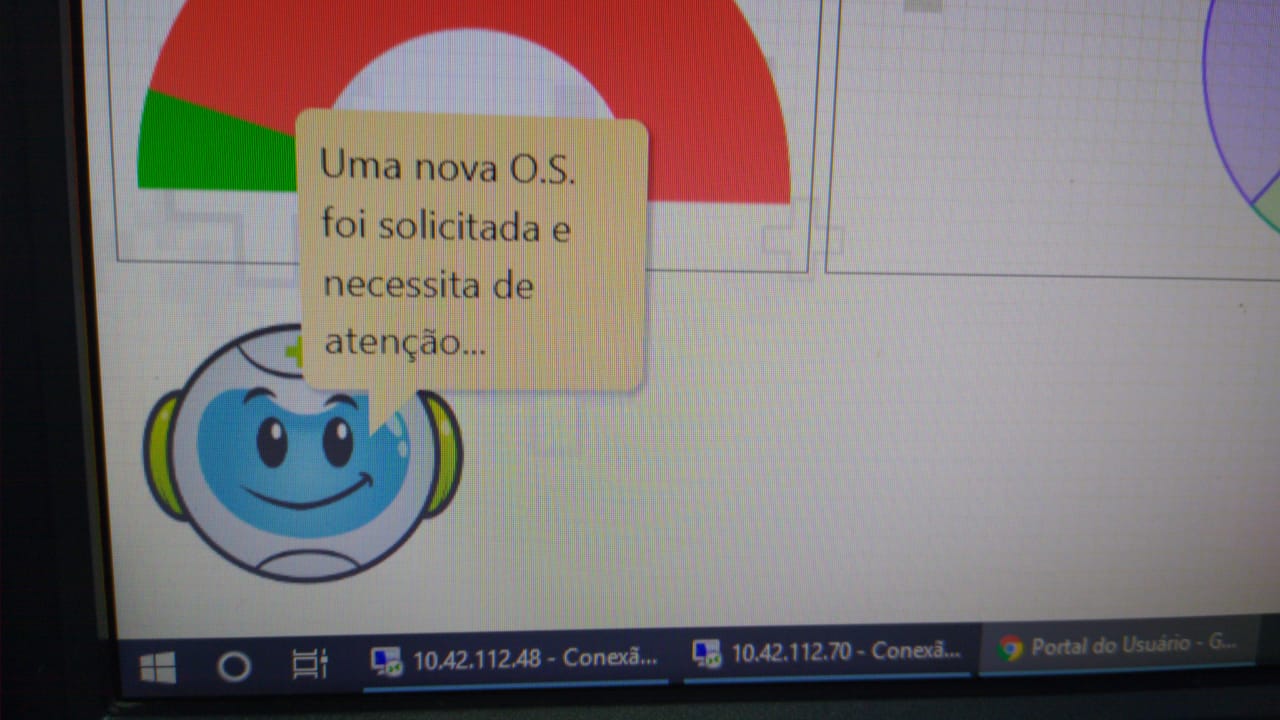 Uma nova O.S.
foi solicitada e
necessita de
atenção...
10.42.112.48 - Conexã...
10.42.112.70 - Conexã...
Portal do Usuário - G...